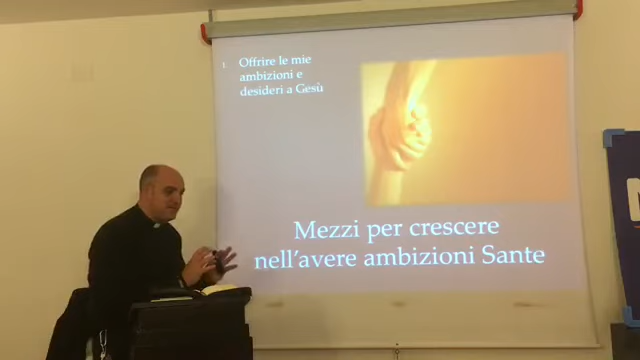 1. Offrire le mie
ambizioni e
desideri a Gesù
Mezzi per crescere
nell'avere ambizioni Sante